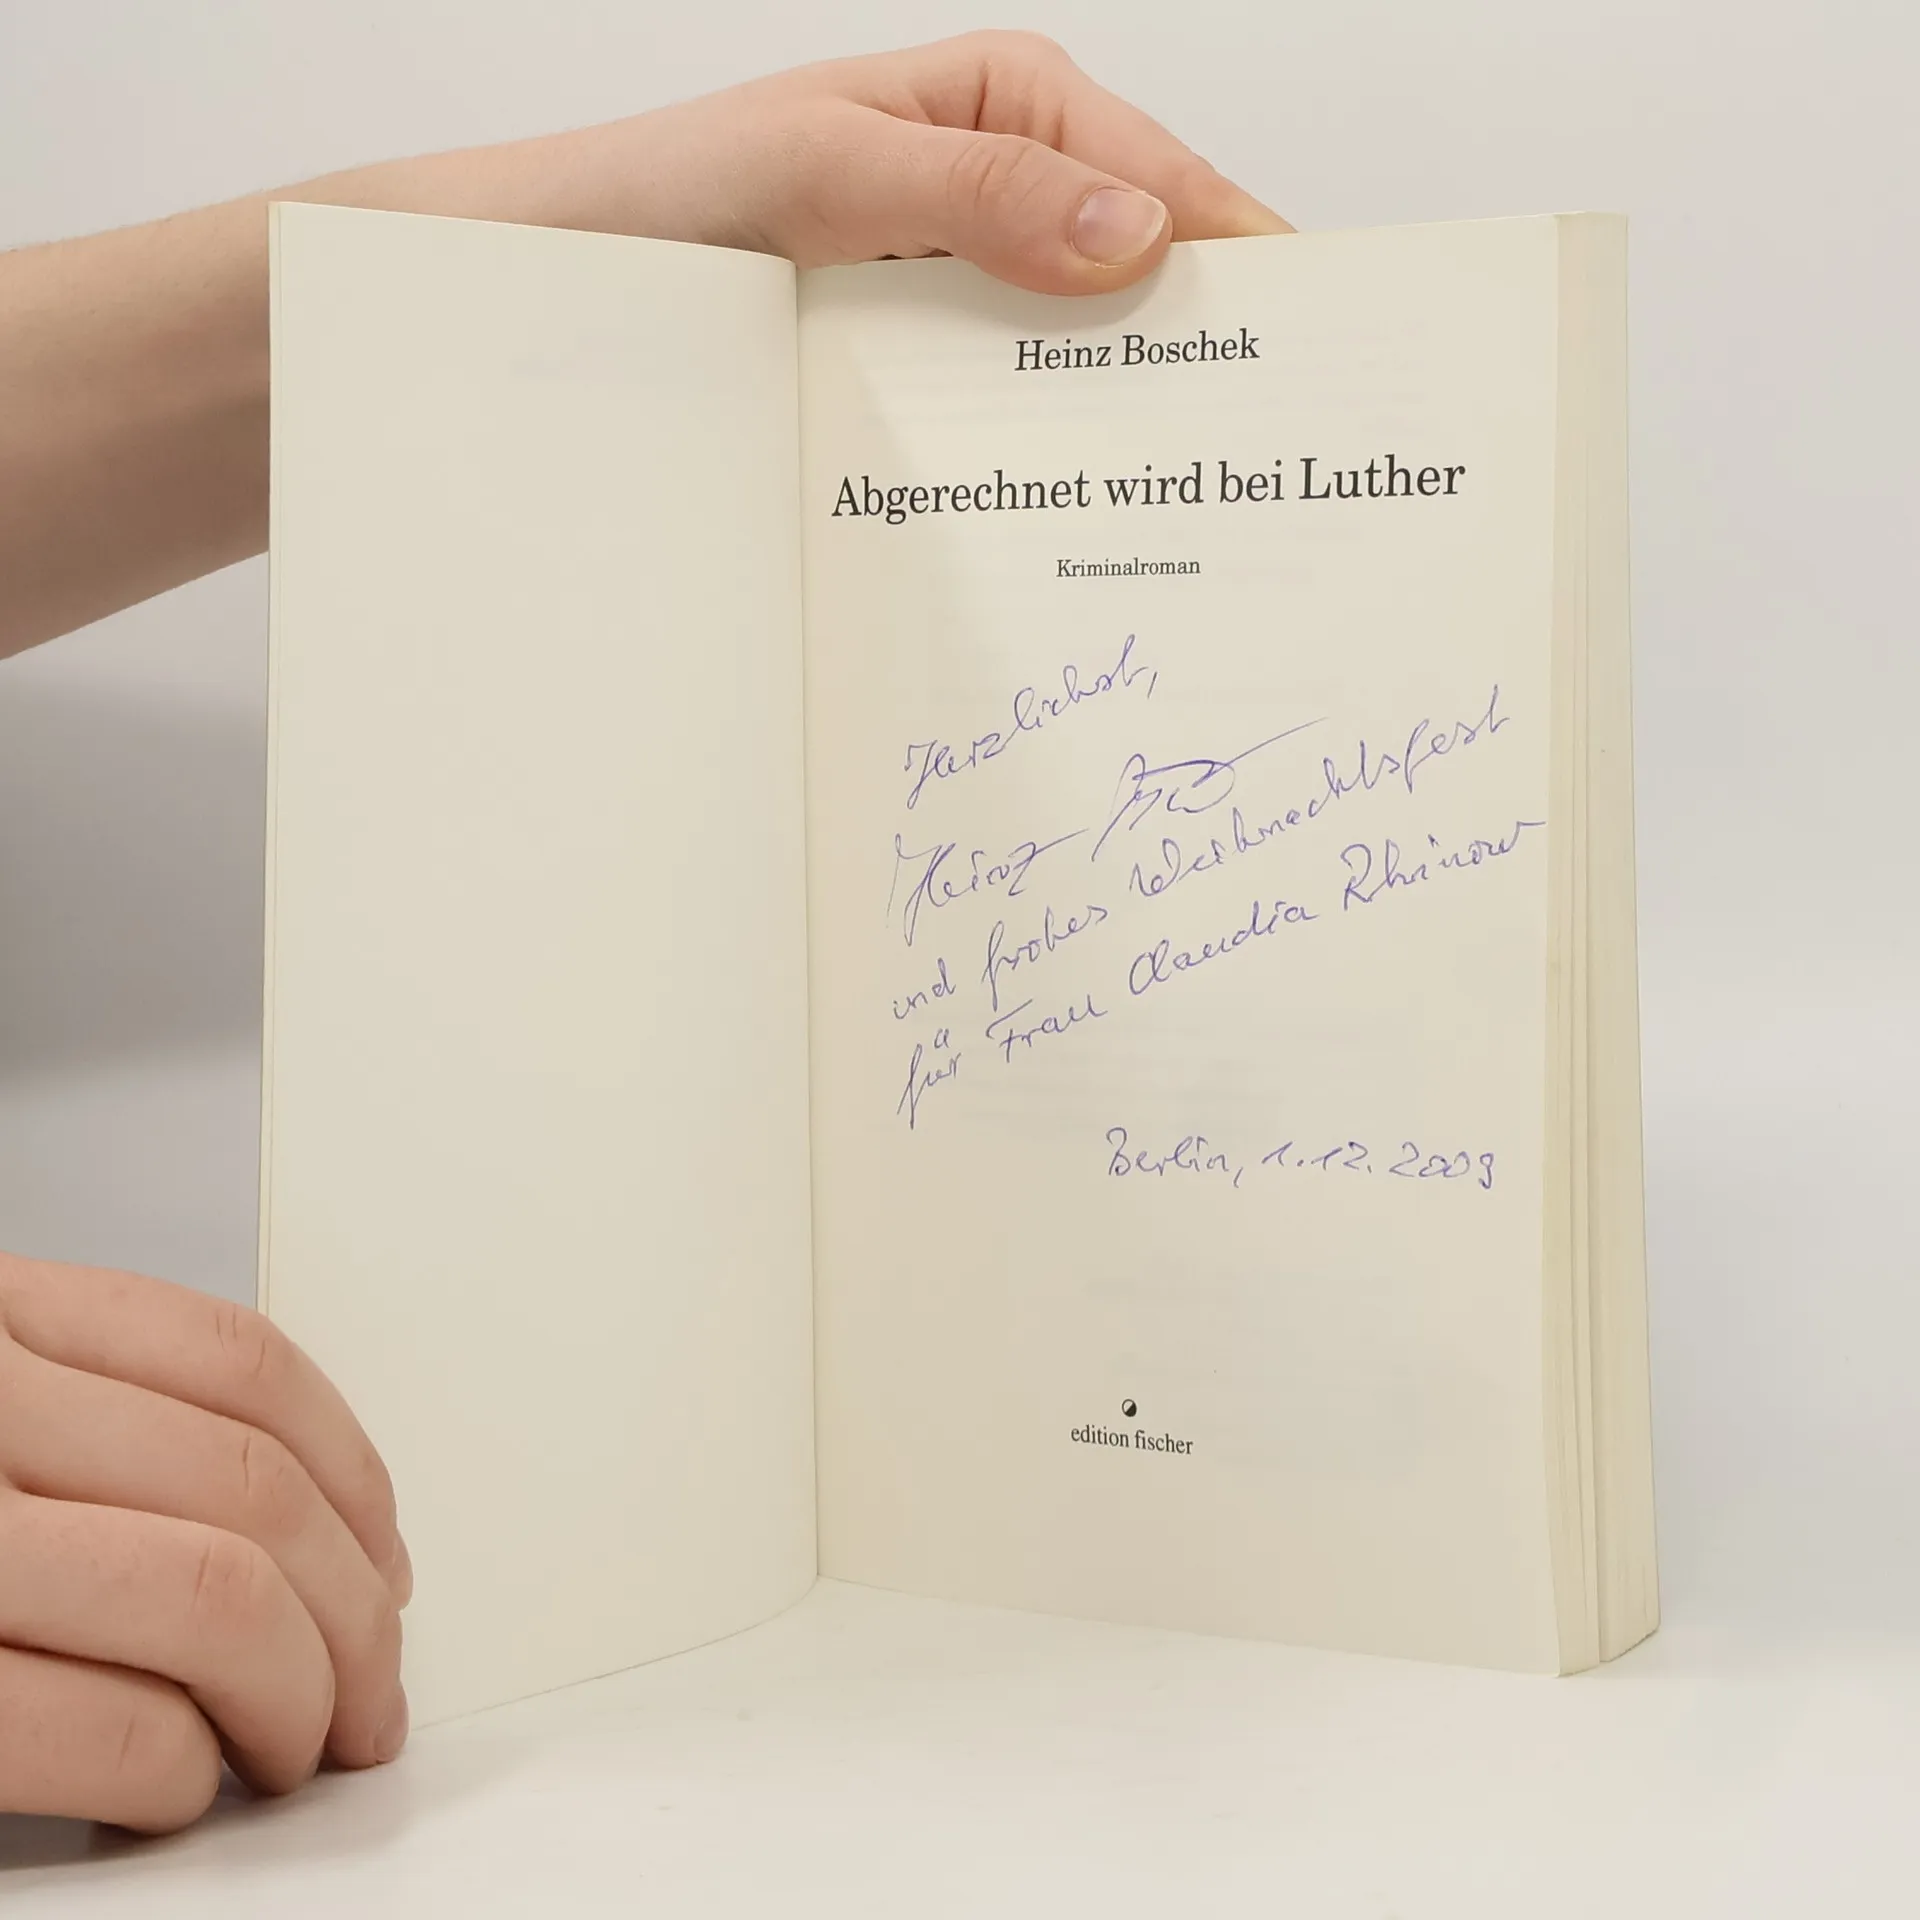 Heinz Boschek
Abgerechnet wird bei Luther
Kriminalroman
Herzlichst,
Heinz
und frohes Weihnachtsfest
für Frau Claudia Rhinow
Berlin, 1.12.2009
edition fischer